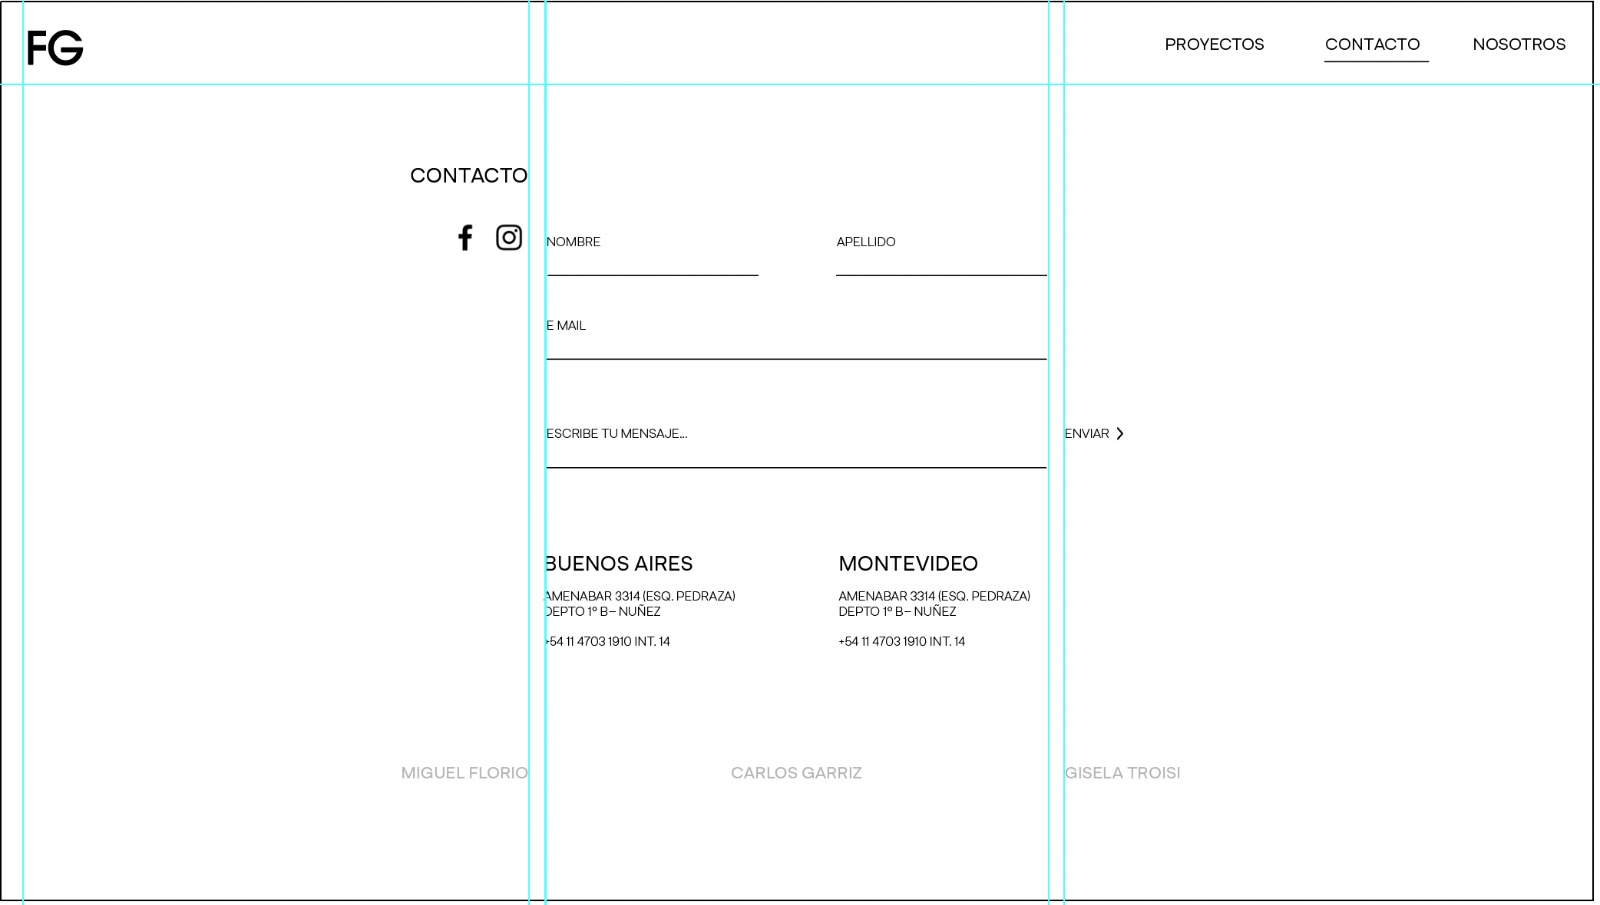 FG
PROYECTOS
CONTACTO
NOSOTROS
CONTACTO
NOMBRE
APELLIDO
E MAIL
ESCRIBE TU MENSAJE...
ENVIAR
BUENOS AIRES
AMENABAR 3314 (ESQ. PEDRAZA)
DEPTO 1º B– NUÑEZ
+54 11 4703 1910 INT. 14
MONTEVIDEO
AMENABAR 3314 (ESQ. PEDRAZA)
DEPTO 1º B– NUÑEZ
+54 11 4703 1910 INT. 14
MIGUEL FLORIO
CARLOS GARRIZ
GISELA TROISI